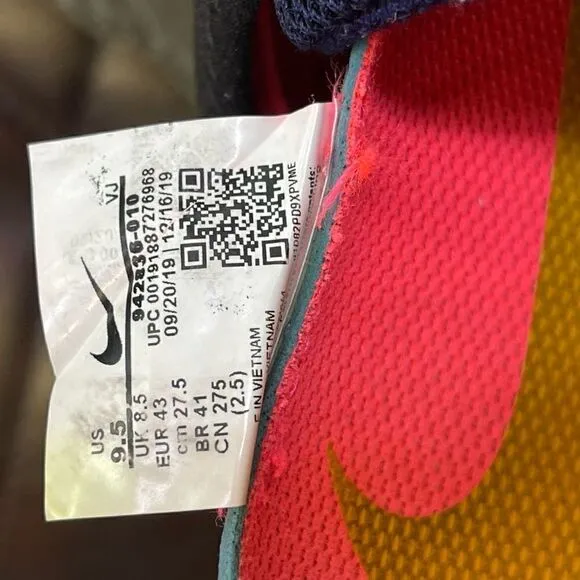 US
9.5
UK 8.5
EUR 43
cm 27.5
BR 41
CN 275
(2.5)
VJ
942836-010
UPC 00191887276968
09/20/19 | 12/16/19
IN VIETNAM
VIETNAM